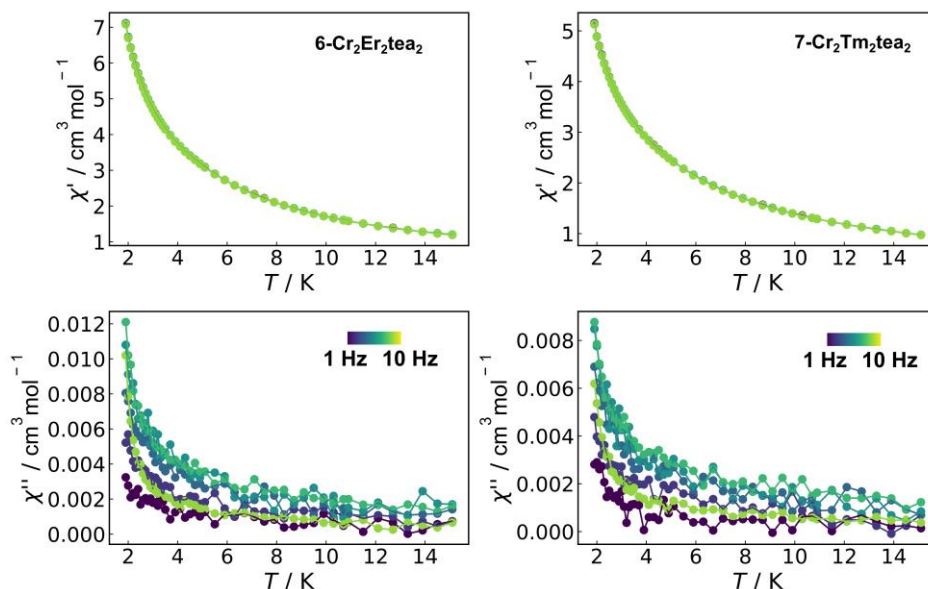 6-Cr₂Er₂tea₂
χ' / cm³ mol⁻¹
7
6
5
4
3
2
1
2 4 6 8 10 12 14
T / K
7-Cr₂Tm₂tea₂
χ' / cm³ mol⁻¹
5
4
3
2
1
2 4 6 8 10 12 14
T / K
1 Hz 10 Hz
χ'' / cm³ mol⁻¹
0.012
0.010
0.008
0.006
0.004
0.002
0.000
2 4 6 8 10 12 14
T / K
1 Hz 10 Hz
χ'' / cm³ mol⁻¹
0.008
0.006
0.004
0.002
0.000
2 4 6 8 10 12 14
T / K